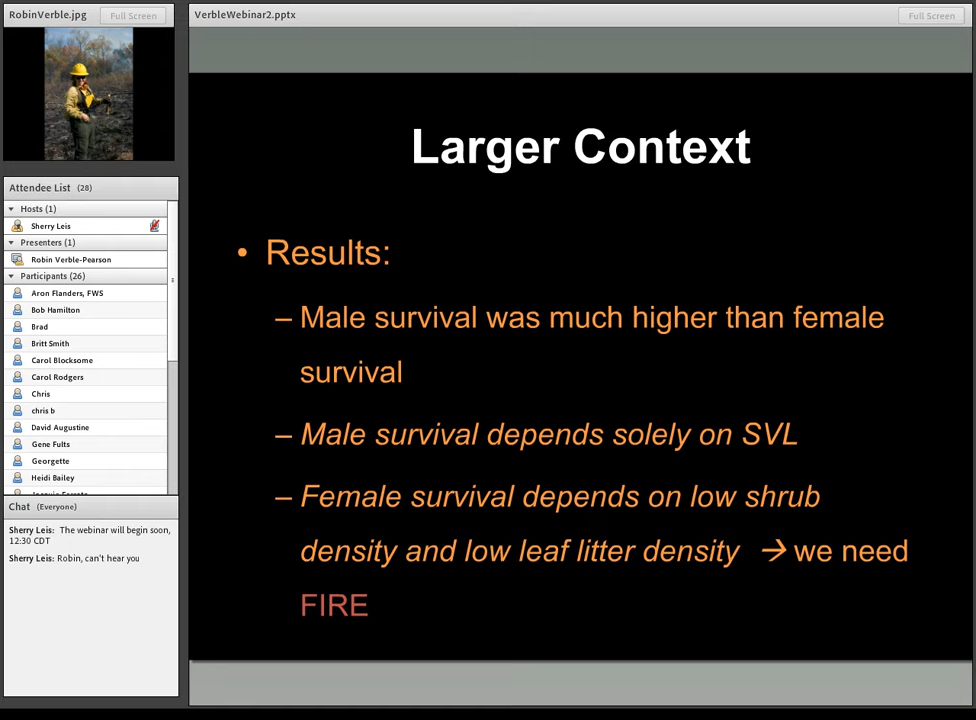 RobinVerble.jpg
Full Screen
VerbleWebinar2.pptx
Full Screen
Attendee List (28)
Hosts (1)
Sherry Leis
Presenters (1)
Robin Verble-Pearson
Participants (26)
Aron Flanders, FWS
Bob Hamilton
Brad
Britt Smith
Carol Blocksome
Carol Rodgers
Chris
chris b
David Augustine
Gene Fults
Georgette
Heidi Bailey
Chat (Everyone)
Sherry Leis: The webinar will begin soon,
12:30 CDT
Sherry Leis: Robin, can't hear you
Larger Context
• Results:
– Male survival was much higher than female
survival
– Male survival depends solely on SVL
– Female survival depends on low shrub
density and low leaf litter density → we need
FIRE